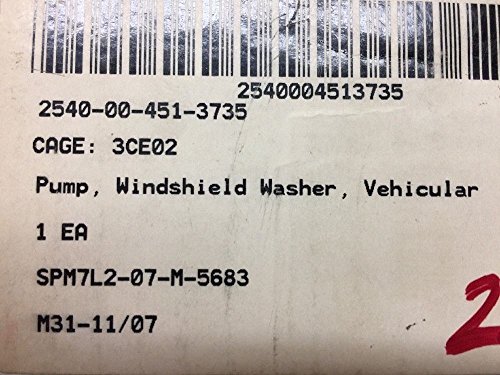 2540004513735
2540-00-451-3735
CAGE: 3CE02
Pump, Windshield Washer, Vehicular
1 EA
SPM7L2-07-M-5683
M31-11/07
2